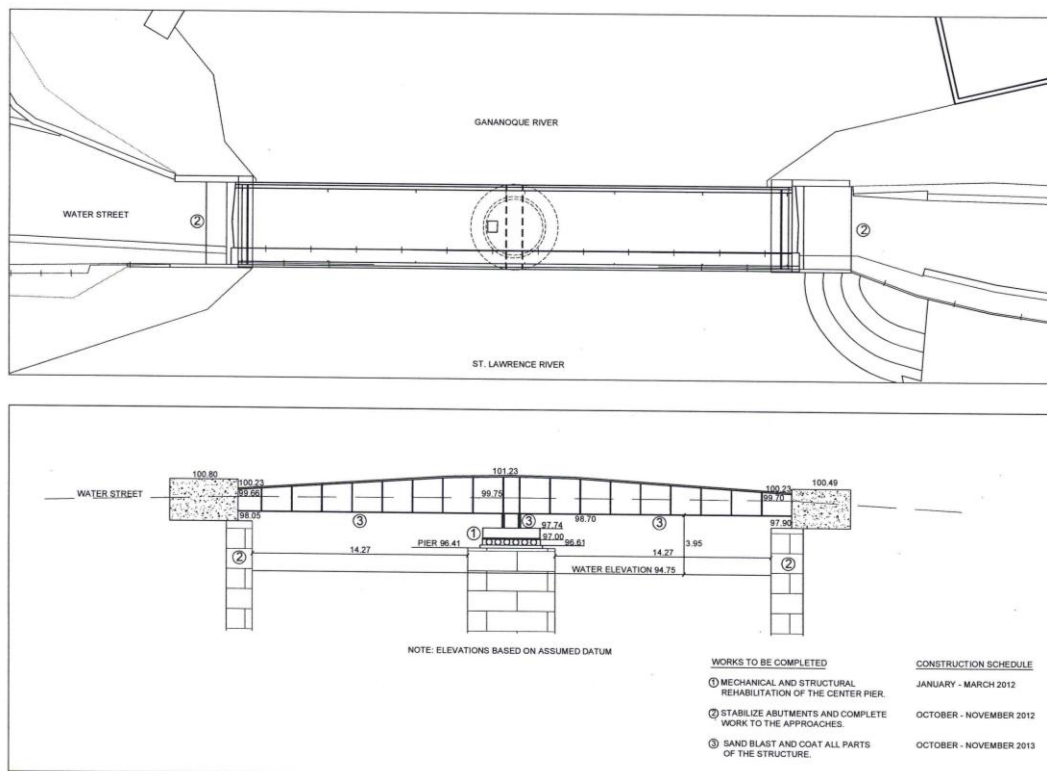 GANANOQUE RIVER
WATER STREET
②
②
ST. LAWRENCE RIVER
100.80
101.23
100.49
WATER STREET
100.23
99.66
99.75
100.23
99.70
98.05
③
③
98.70
③
97.90
①
97.74
97.00
PIER 96.41
96.61
3.95
②
14.27
14.27
②
WATER ELEVATION 94.75
NOTE: ELEVATIONS BASED ON ASSUMED DATUM
WORKS TO BE COMPLETED
CONSTRUCTION SCHEDULE
① MECHANICAL AND STRUCTURAL
REHABILITATION OF THE CENTER PIER.
JANUARY - MARCH 2012
② STABILIZE ABUTMENTS AND COMPLETE
WORK TO THE APPROACHES.
OCTOBER - NOVEMBER 2012
③ SAND BLAST AND COAT ALL PARTS
OF THE STRUCTURE.
OCTOBER - NOVEMBER 2013